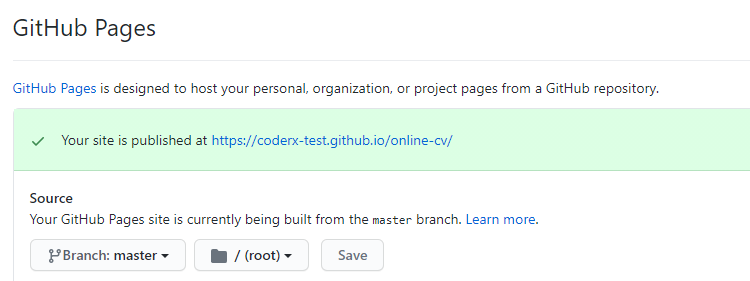 GitHub Pages
GitHub Pages is designed to host your personal, organization, or project pages from a GitHub repository.
Your site is published at https://coderx-test.github.io/online-cv/
Source
Your GitHub Pages site is currently being built from the master branch. Learn more.
Branch: master / (root) Save